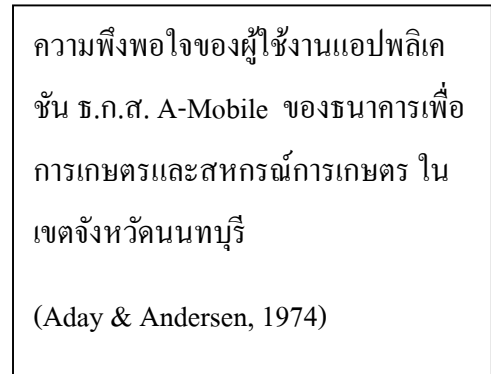 ความพึงพอใจของผู้ใช้งานแอปพลิเค
ชัน ธ.ก.ส. A-Mobile ของธนาคารเพื่อ
การเกษตรและสหกรณ์การเกษตร ใน
เขตจังหวัดนนทบุรี
(Aday & Andersen, 1974)